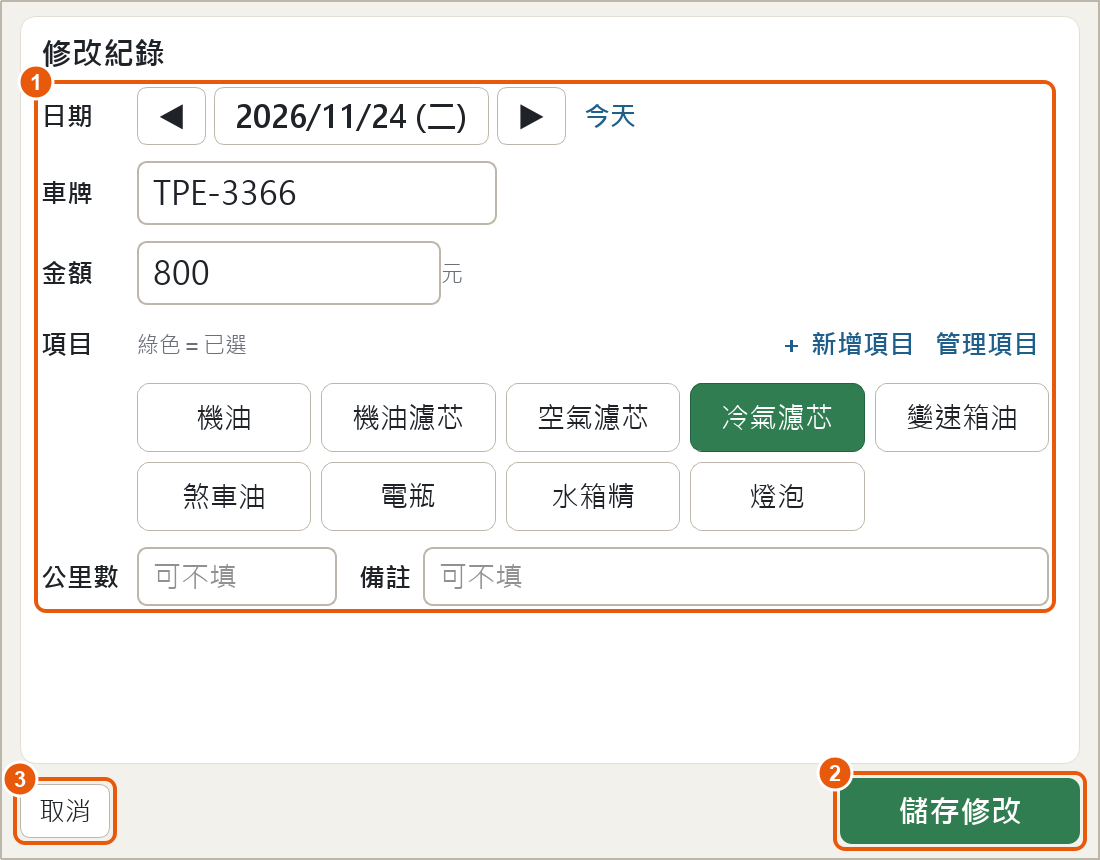 修改紀錄
1
日期 ◀ 2026/11/24 (二) ▶ 今天
車牌 TPE-3366
金額 800 元
項目 綠色 = 已選 + 新增項目 管理項目
機油 機油濾芯 空氣濾芯 冷氣濾芯 變速箱油
煞車油 電瓶 水箱精 燈泡
公里數 可不填 備註 可不填
3 2
取消 儲存修改